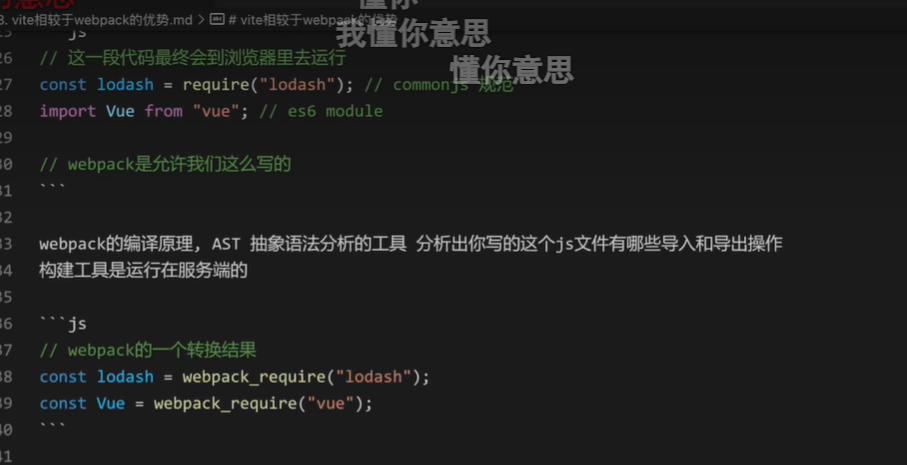 懂你
3. vite相较于webpack的优势.md > # vite相较于webpack的优势
我懂你意思
懂你意思
js
26 // 这一段代码最终会到浏览器里去运行
27 const lodash = require("lodash"); // commonjs 规范
28 import Vue from "vue"; // es6 module
29
30 // webpack是允许我们这么写的
31 ```
32
33 webpack的编译原理, AST 抽象语法分析的工具 分析出你写的这个js文件有哪些导入和导出操作
34 构建工具是运行在服务端的
35
36 ```js
37 // webpack的一个转换结果
38 const lodash = webpack_require("lodash");
39 const Vue = webpack_require("vue");
40 ```
41